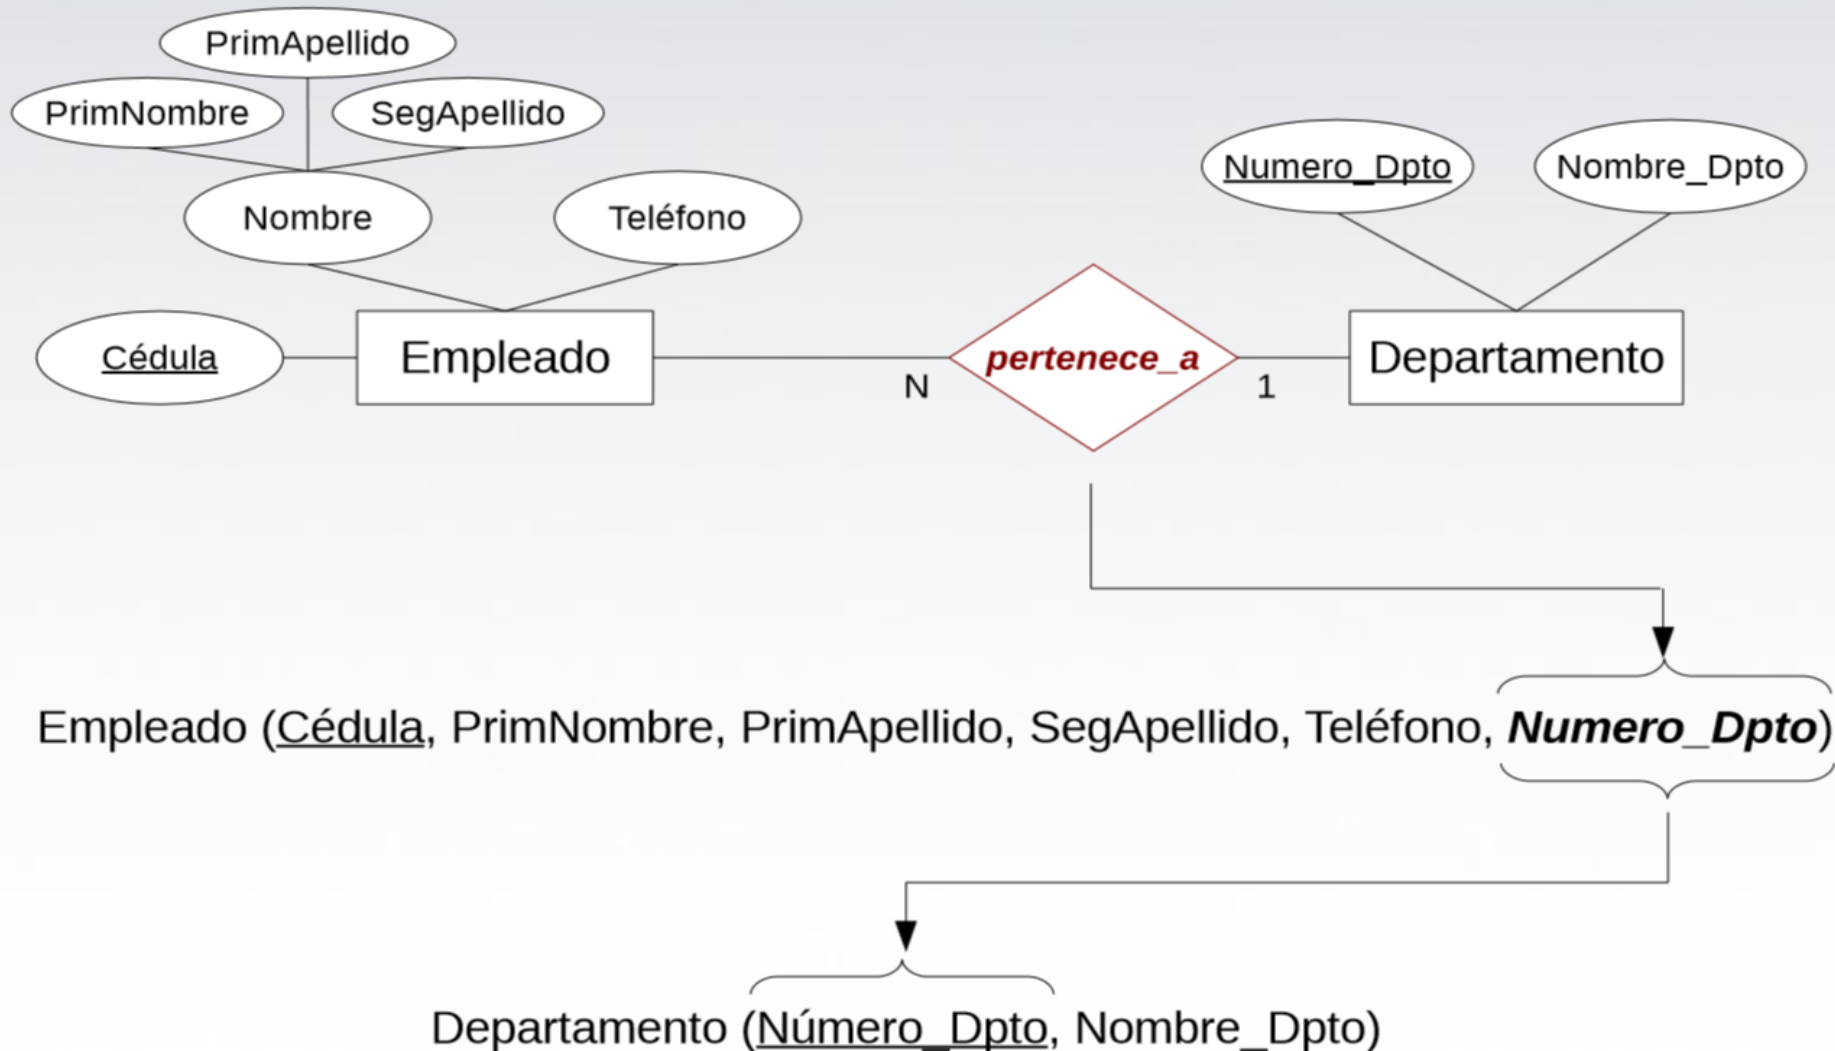 PrimApellido
PrimNombre
SegApellido
Nombre
Teléfono
Numero_Dpto
Nombre_Dpto
Cédula
Empleado
N
pertenece_a
1
Departamento
Empleado (Cédula, PrimNombre, PrimApellido, SegApellido, Teléfono, Numero_Dpto)
Departamento (Número_Dpto, Nombre_Dpto)